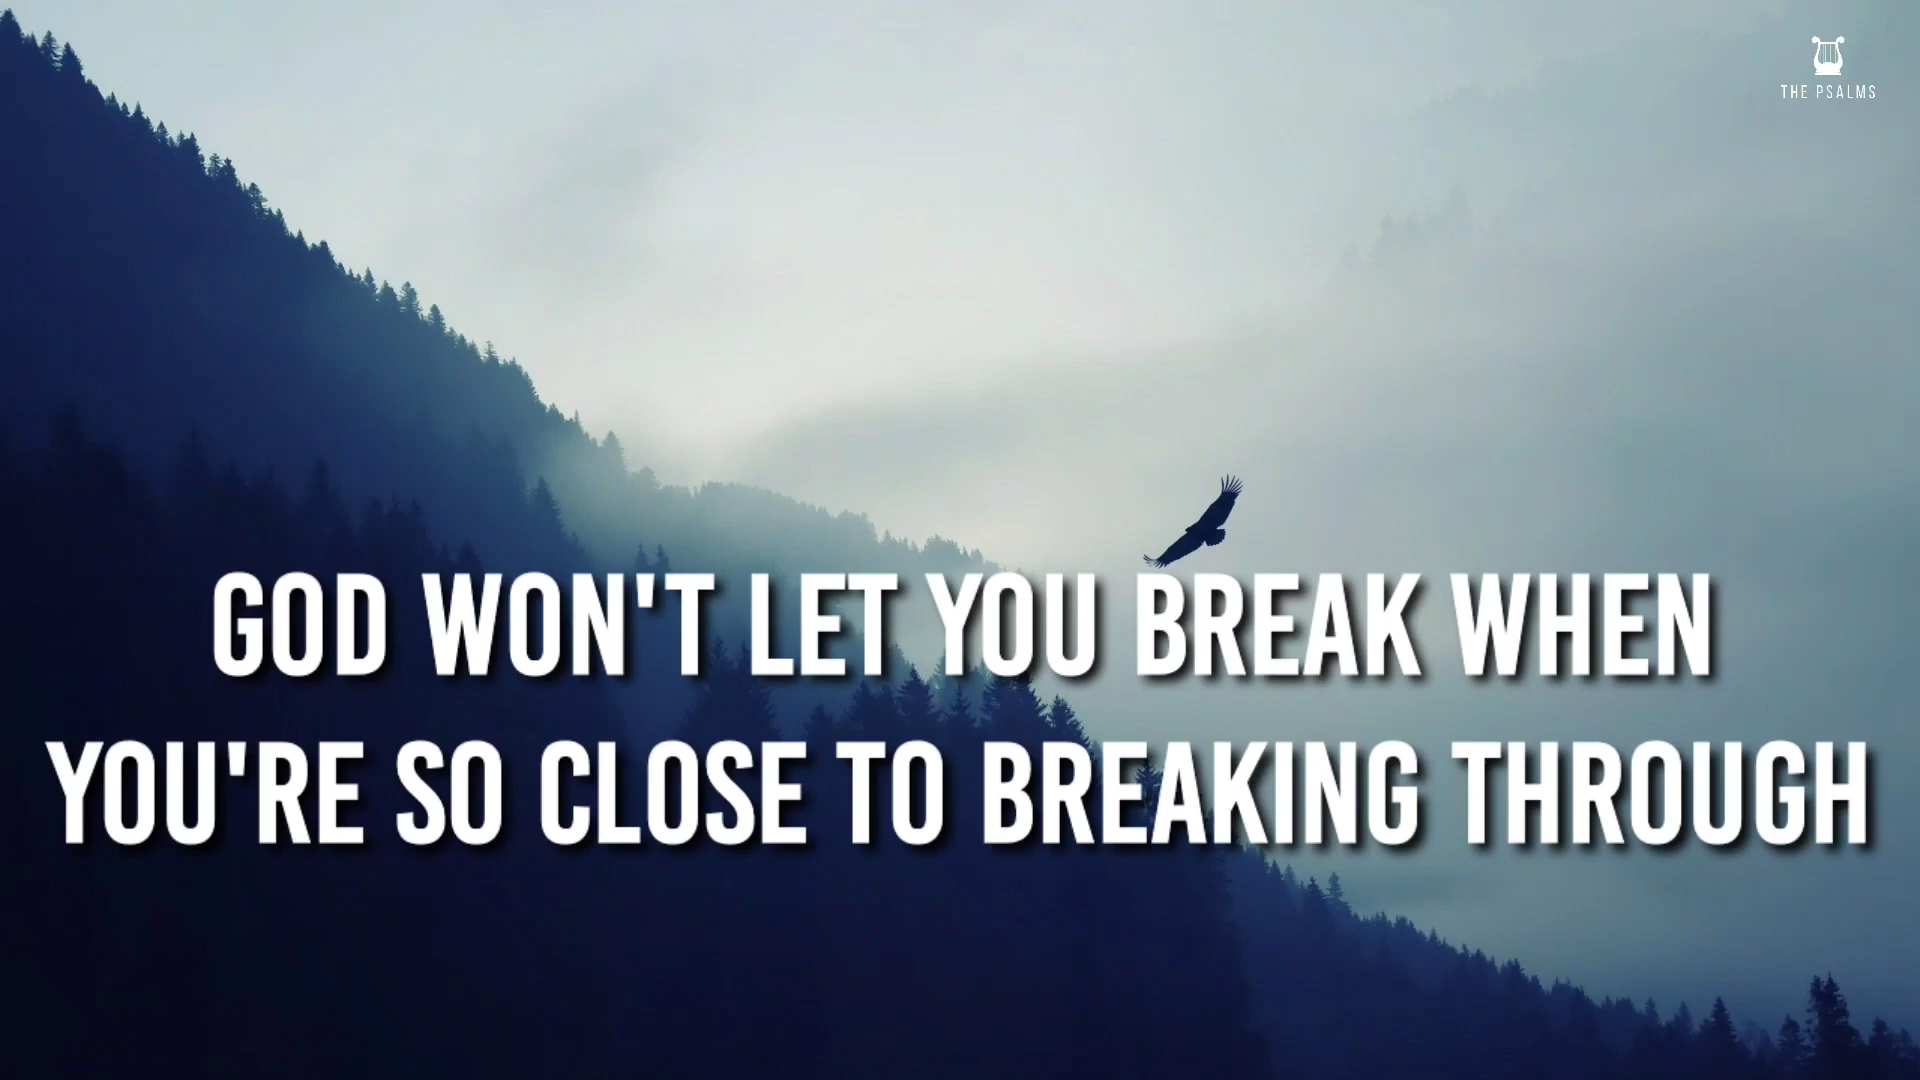 THE PSALMS
GOD WON'T LET YOU BREAK WHEN
YOU'RE SO CLOSE TO BREAKING THROUGH